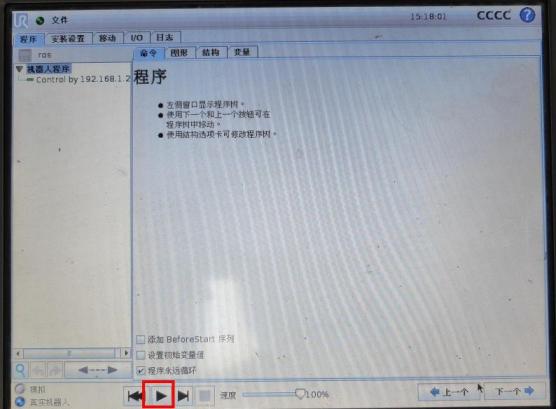 UR 文件 15:18:01 CCCC ?
程序 安装设置 移动 I/O 日志
ros
命令 图形 结构 变量
机器人程序
Control by 192.168.1.2
程序
● 左侧窗口显示程序树。
● 使用下一个和上一个按钮可在
程序树中移动。
● 使用结构选项卡可修改程序树。
添加 BeforeStart 序列
设置初始变量值
程序永远循环
模拟
真实机器人
速度 100%
上一个
下一个